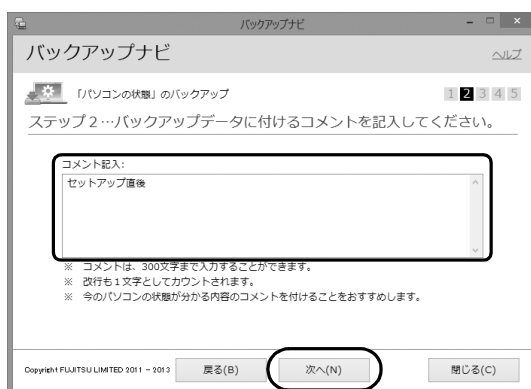 バックアップナビ
バックアップナビ
ヘルプ
「パソコンの状態」のバックアップ
1 2 3 4 5
ステップ2…バックアップデータに付けるコメントを記入してください。
コメント記入:
セットアップ直後
※ コメントは、300文字まで入力することができます。
※ 改行も1文字としてカウントされます。
※ 今のパソコンの状態が分かる内容のコメントを付けることをおすすめします。
Copyright FUJITSU LIMITED 2011 - 2013
戻る(B)
次へ(N)
閉じる(C)